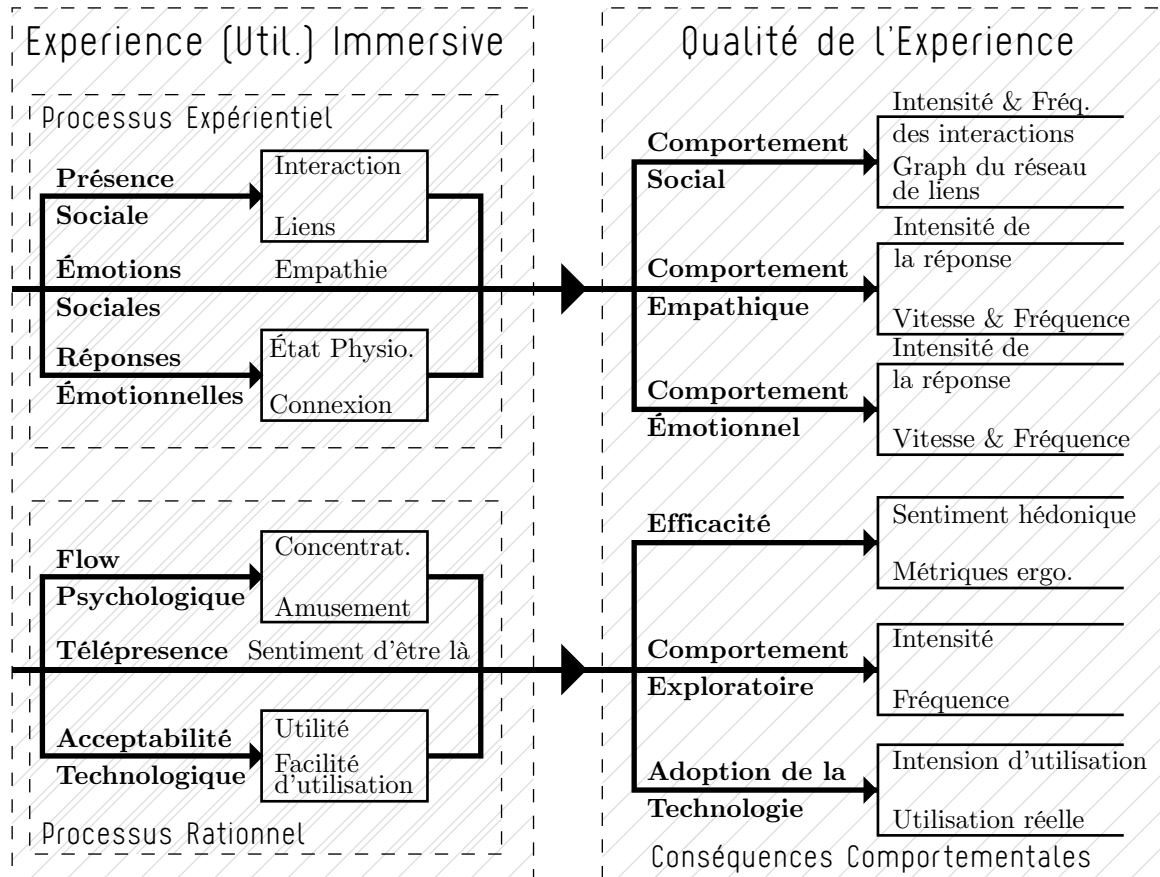 Experience (Util.) Immersive
Processus Expérientiel
Présence
Sociale
Interaction
Liens
Émotions
Sociales
Empathie
Réponses
Émotionnelles
État Physio.
Connexion
Flow
Psychologique
Concentrat.
Amusement
Télépresence
Sentiment d'être là
Acceptabilité
Technologique
Utilité
Facilité
d'utilisation
Processus Rationnel
Qualité de l'Experience
Comportement
Social
Intensité & Fréq.
des interactions
Graph du réseau
de liens
Comportement
Empathique
Intensité de
la réponse
Vitesse & Fréquence
Comportement
Émotionnel
Intensité de
la réponse
Vitesse & Fréquence
Efficacité
Sentiment hédonique
Métriques ergo.
Comportement
Exploratoire
Intensité
Fréquence
Adoption de la
Technologie
Intension d'utilisation
Utilisation réelle
Conséquences Comportementales